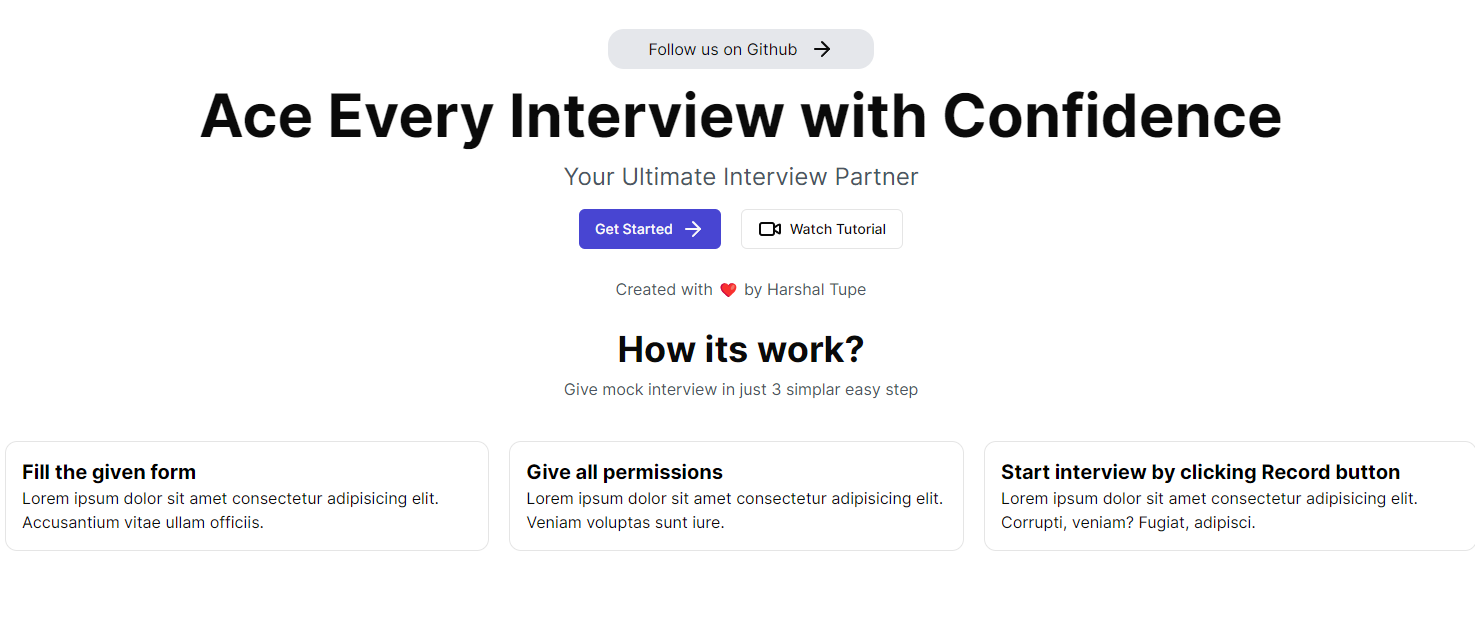 Follow us on Github
Ace Every Interview with Confidence
Your Ultimate Interview Partner
Get Started
Watch Tutorial
Created with ❤️ by Harshal Tupe
How its work?
Give mock interview in just 3 simplar easy step
Fill the given form
Lorem ipsum dolor sit amet consectetur adipisicing elit.
Accusantium vitae ullam officiis.
Give all permissions
Lorem ipsum dolor sit amet consectetur adipisicing elit.
Veniam voluptas sunt iure.
Start interview by clicking Record button
Lorem ipsum dolor sit amet consectetur adipisicing elit.
Corrupti, veniam? Fugiat, adipisci.